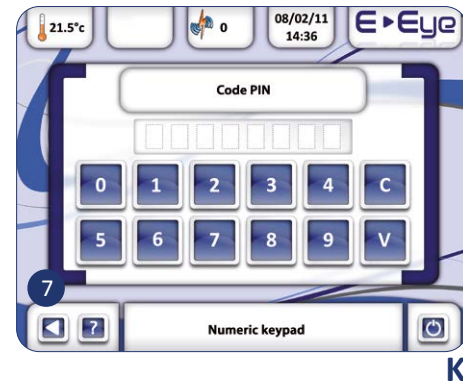 21.5°c
0
08/02/11
14:36
E Eye
Code PIN
0 1 2 3 4 C
5 6 7 8 9 V
7
?
Numeric keypad
K